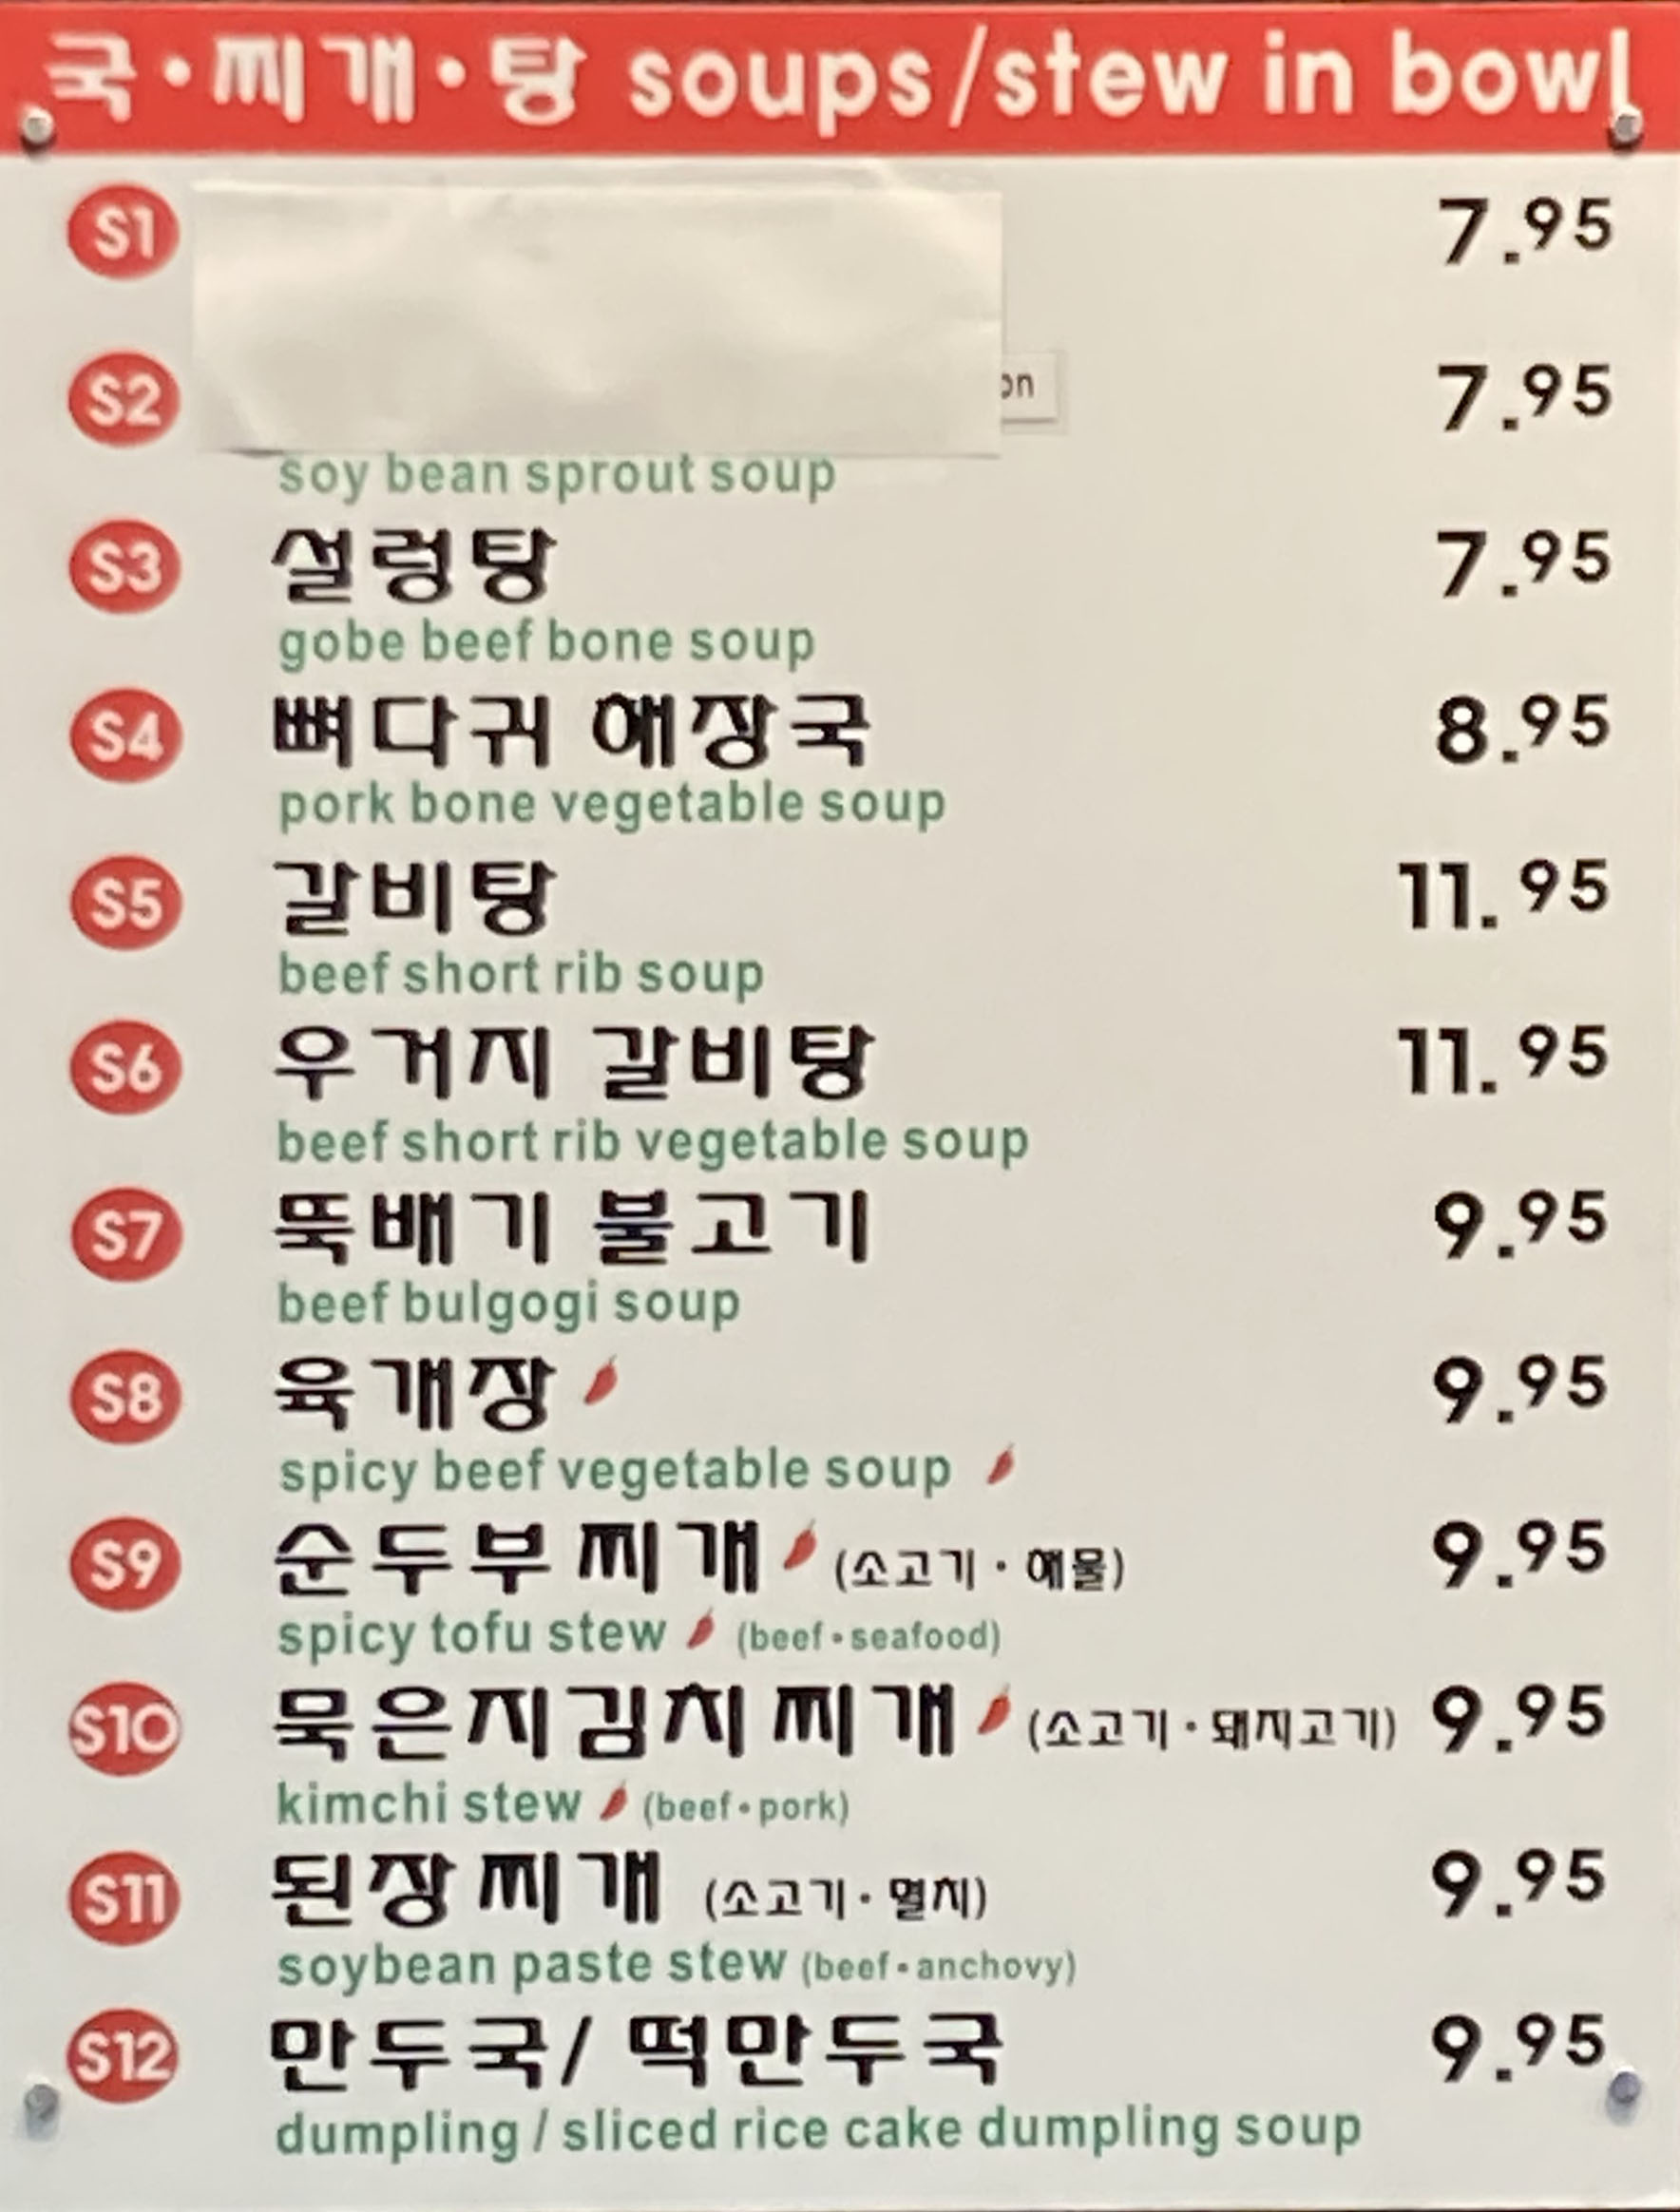 국·찌개·탕 soups/stew in bowl
S1 7.95
S2 7.95
soy bean sprout soup
S3 설렁탕 7.95
gobe beef bone soup
S4 뼈다귀 해장국 8.95
pork bone vegetable soup
S5 갈비탕 11.95
beef short rib soup
S6 우거지 갈비탕 11.95
beef short rib vegetable soup
S7 뚝배기 불고기 9.95
beef bulgogi soup
S8 육개장 9.95
spicy beef vegetable soup
S9 순두부 찌개 (소고기·해물) 9.95
spicy tofu stew (beef·seafood)
S10 묵은지김치 찌개 (소고기·돼지고기) 9.95
kimchi stew (beef·pork)
S11 된장 찌개 (소고기·멸치) 9.95
soybean paste stew (beef·anchovy)
S12 만두국/ 떡만두국 9.95
dumpling / sliced rice cake dumpling soup